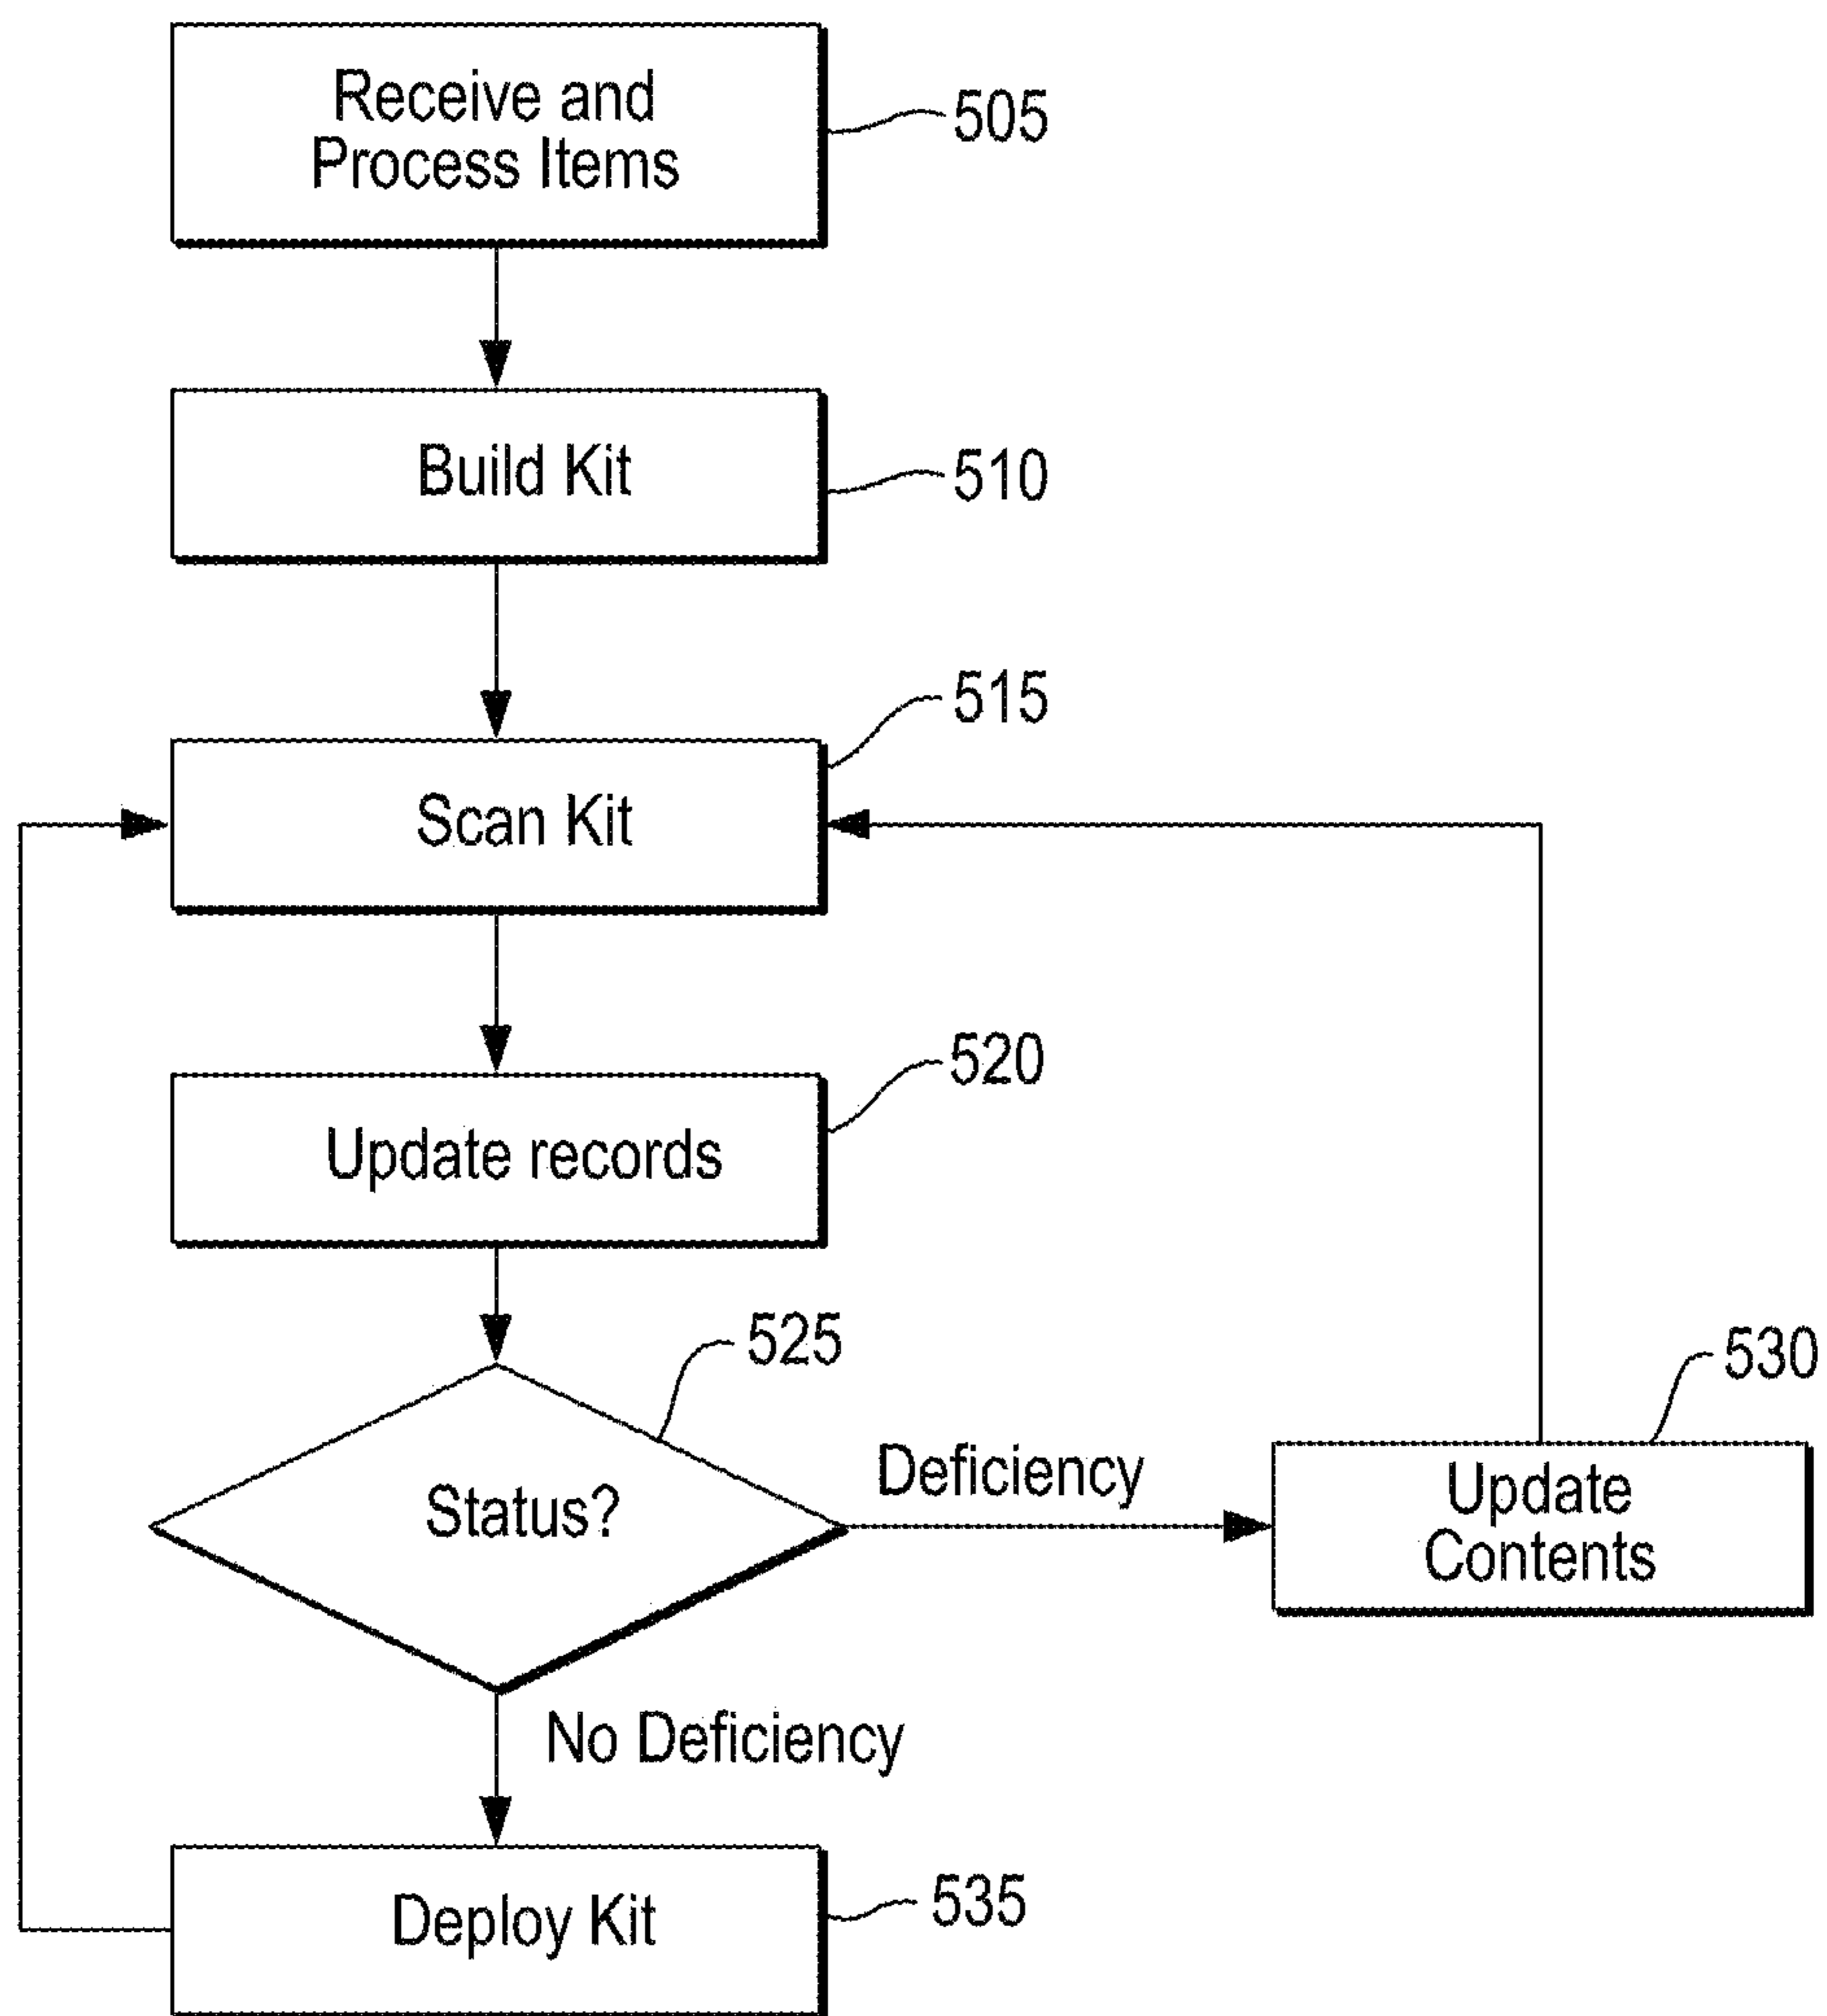 Receive and
Process Items
505
Build Kit
510
515
Scan Kit
520
Update records
525
Status?
Deficiency
530
Update
Contents
No Deficiency
Deploy Kit
535